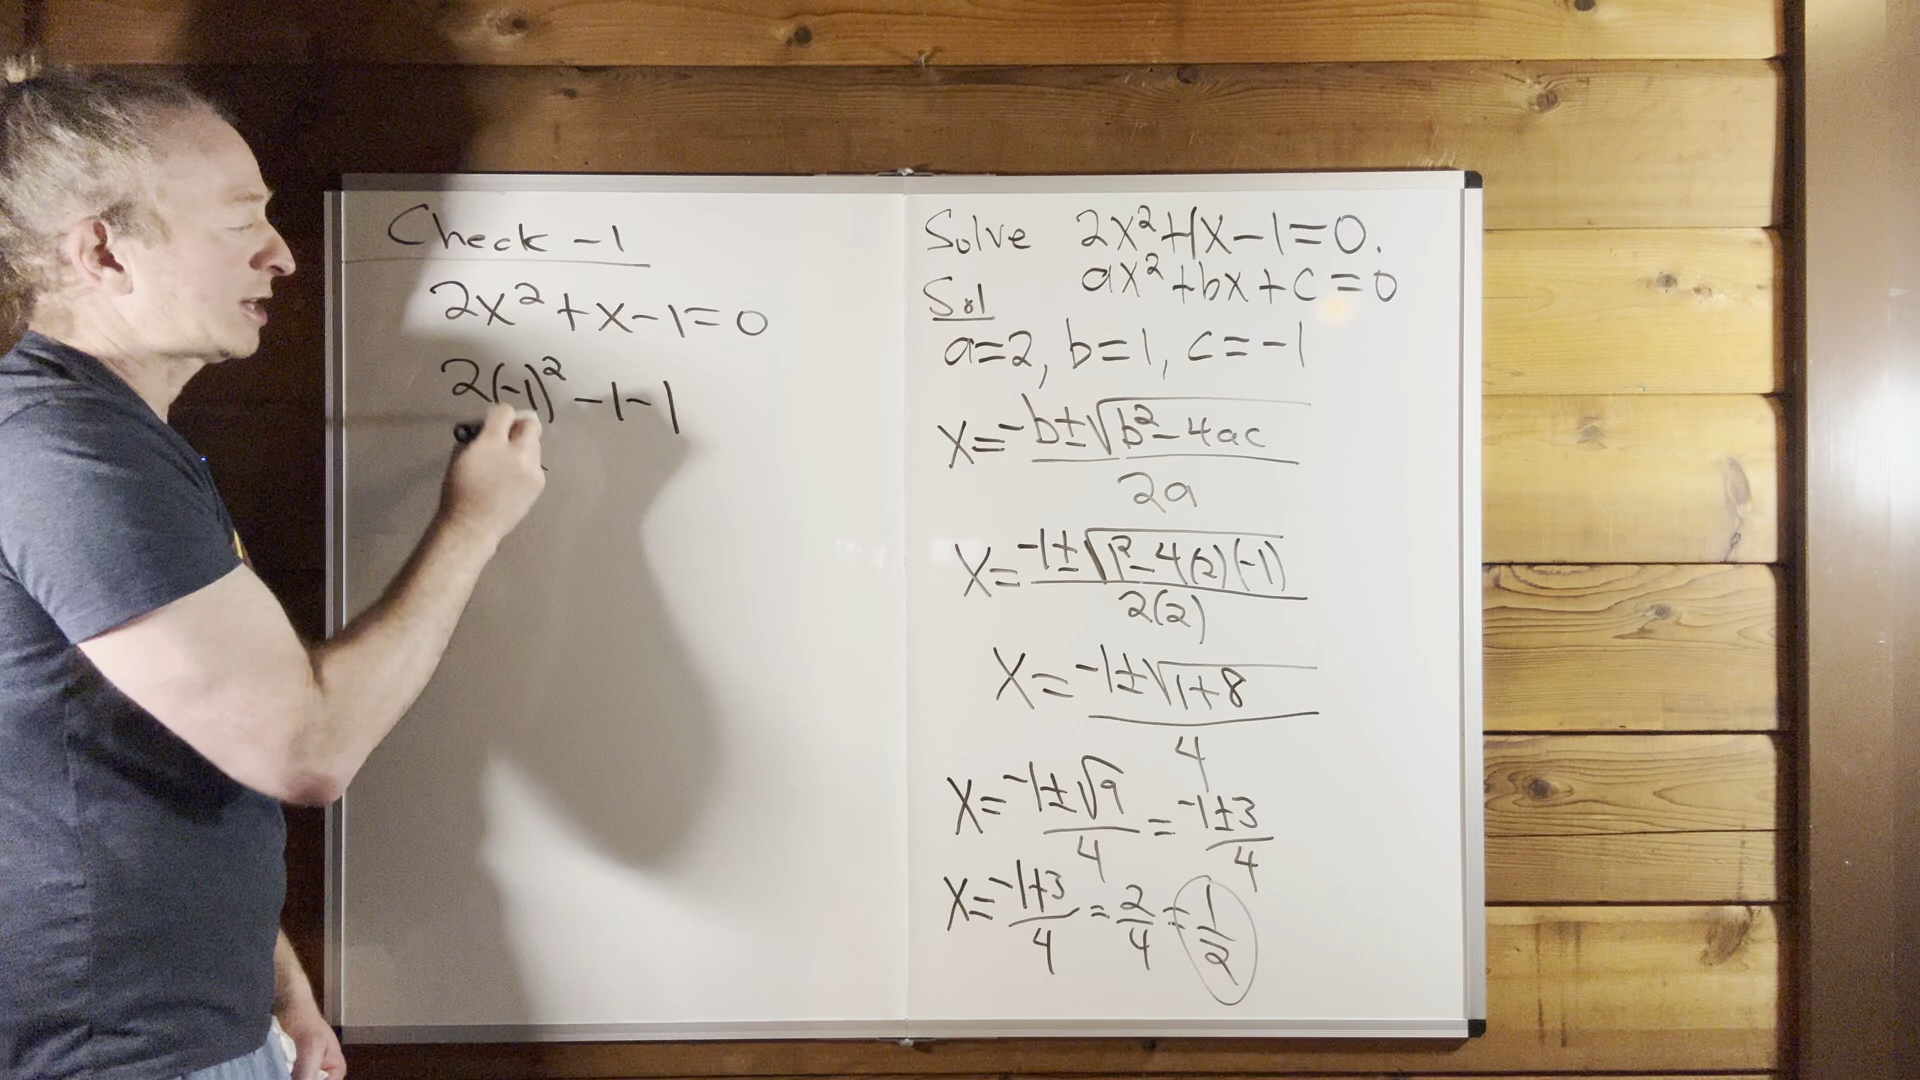 Check -1
2x² + x - 1 = 0
2(-1)² - 1 - 1
Solve 2x² + 1x - 1 = 0.
ax² + bx + c = 0
Sol
a = 2, b = 1, c = -1
x = (-b ± √(b² - 4ac)) / 2a
x = (-1 ± √(1² - 4(2)(-1))) / 2(2)
x = (-1 ± √(1 + 8)) / 4
x = (-1 ± √9) / 4 = (-1 ± 3) / 4
x = (-1 + 3) / 4 = 2/4 = 1/2